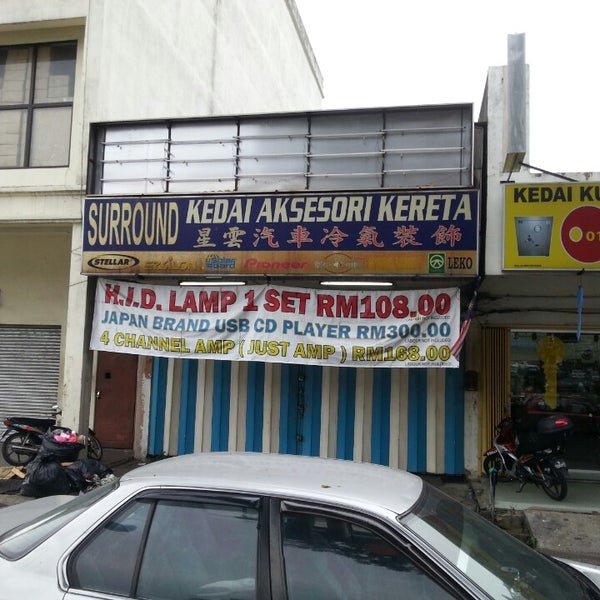 SURROUND KEDAI AKSESORI KERETA
星雲汽車冷氣裝飾
STELLAR
Pioneer
LEKO
H.I.D. LAMP 1 SET RM108.00
JAPAN BRAND USB CD PLAYER RM300.00
4 CHANNEL AMP ( JUST AMP ) RM168.00
KEDAI KU
01